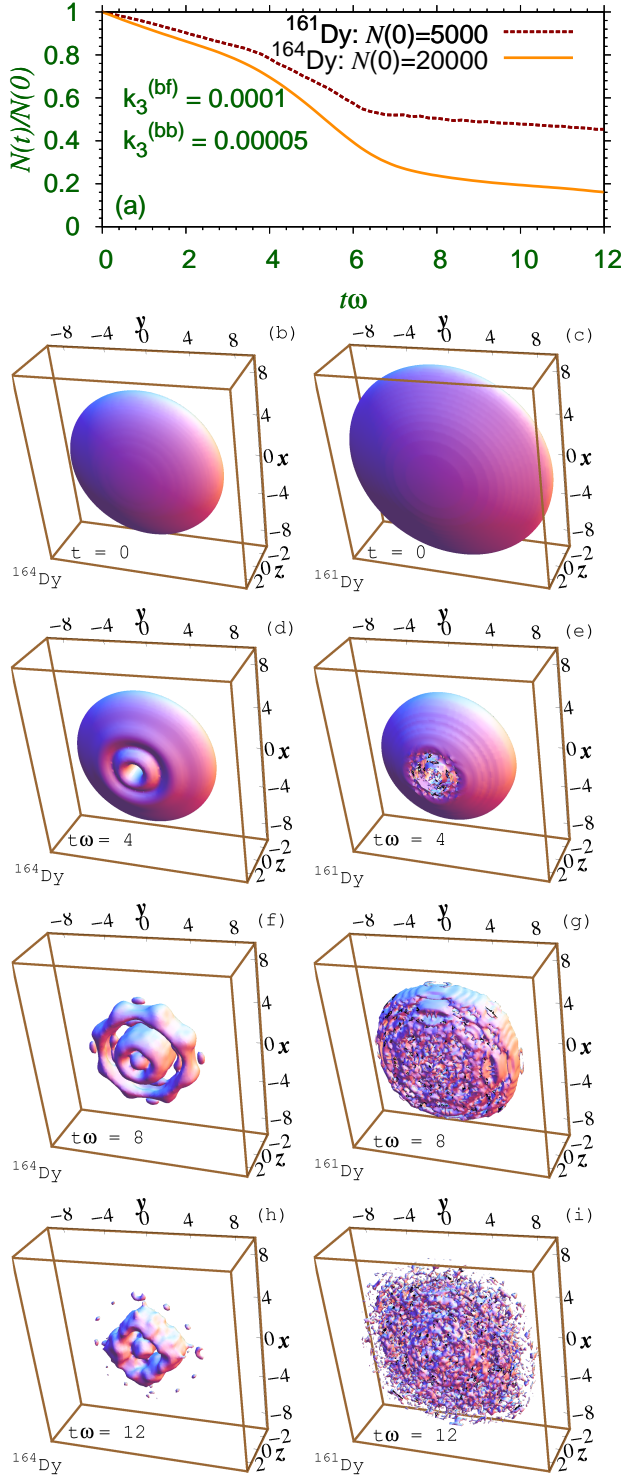 1
0.8
0.6
0.4
0.2
0
N(t)/N(0)
¹⁶¹Dy: N(0)=5000
¹⁶⁴Dy: N(0)=20000
k₃⁽ᵇᶠ⁾ = 0.0001
k₃⁽ᵇᵇ⁾ = 0.00005
(a)
0 2 4 6 8 10 12
tω
y
−8 −4 0 4 8
(b)
8
4
0 x
−4
−8
−2
0 z
2
t = 0
¹⁶⁴Dy
y
−8 −4 0 4 8
(c)
8
4
0 x
−4
−8
−2
0 z
2
t = 0
¹⁶¹Dy
y
−8 −4 0 4 8
(d)
8
4
0 x
−4
−8
−2
0 z
2
tω = 4
¹⁶⁴Dy
y
−8 −4 0 4 8
(e)
8
4
0 x
−4
−8
−2
0 z
2
tω = 4
¹⁶¹Dy
y
−8 −4 0 4 8
(f)
8
4
0 x
−4
−8
−2
0 z
2
tω = 8
¹⁶⁴Dy
y
−8 −4 0 4 8
(g)
8
4
0 x
−4
−8
−2
0 z
2
tω = 8
¹⁶¹Dy
y
−8 −4 0 4 8
(h)
8
4
0 x
−4
−8
−2
0 z
2
tω = 12
¹⁶⁴Dy
y
−8 −4 0 4 8
(i)
8
4
0 x
−4
−8
−2
0 z
2
tω = 12
¹⁶¹Dy